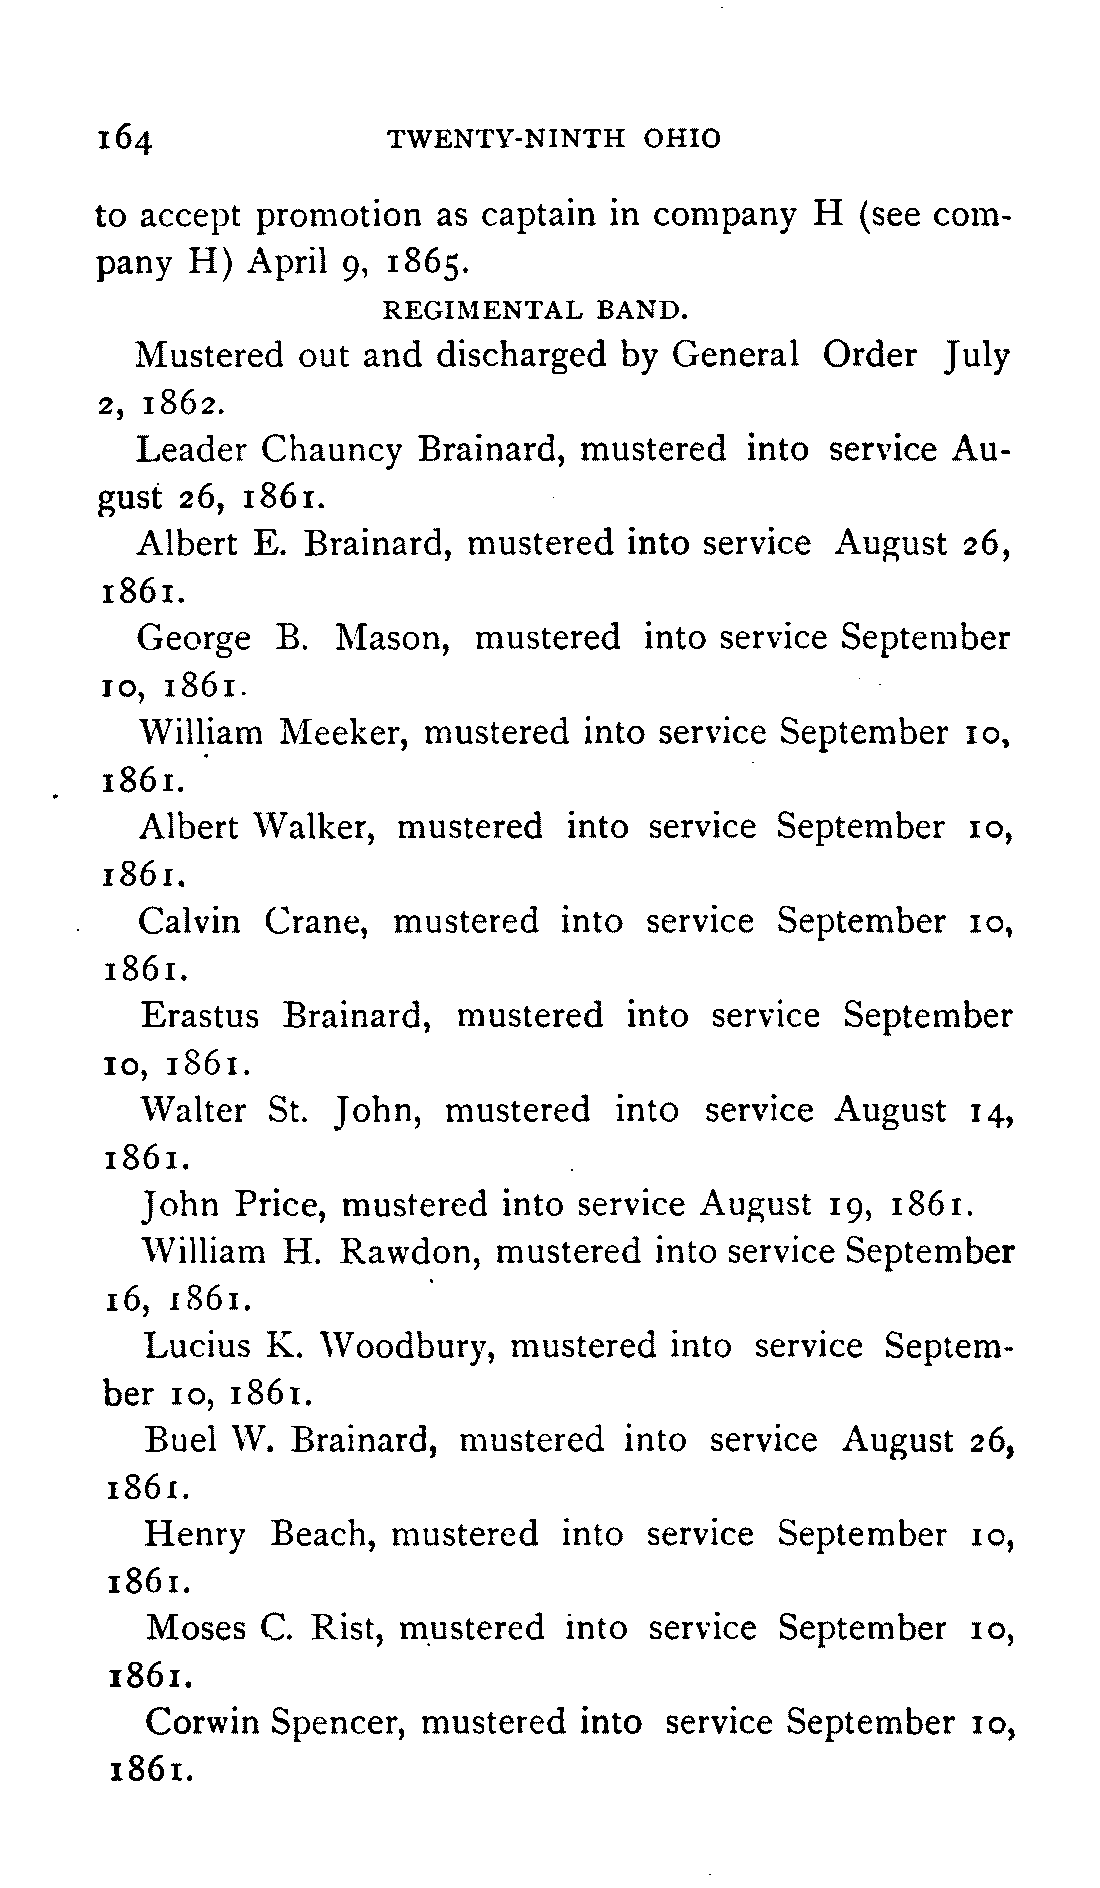 164 TWENTY-NINTH OHIO
to accept promotion as captain in company H (see com-
pany H) April 9, 1865.
REGIMENTAL BAND.
Mustered out and discharged by General Order July
2, 1862.
Leader Chauncy Brainard, mustered into service Au-
gust 26, 1861.
Albert E. Brainard, mustered into service August 26,
1861.
George B. Mason, mustered into service September
10, 1861.
William Meeker, mustered into service September 10,
1861.
Albert Walker, mustered into service September 10,
1861.
Calvin Crane, mustered into service September 10,
1861.
Erastus Brainard, mustered into service September
10, 1861.
Walter St. John, mustered into service August 14,
1861.
John Price, mustered into service August 19, 1861.
William H. Rawdon, mustered into service September
16, 1861.
Lucius K. Woodbury, mustered into service Septem-
ber 10, 1861.
Buel W. Brainard, mustered into service August 26,
1861.
Henry Beach, mustered into service September 10,
1861.
Moses C. Rist, mustered into service September 10,
1861.
Corwin Spencer, mustered into service September 10,
1861.